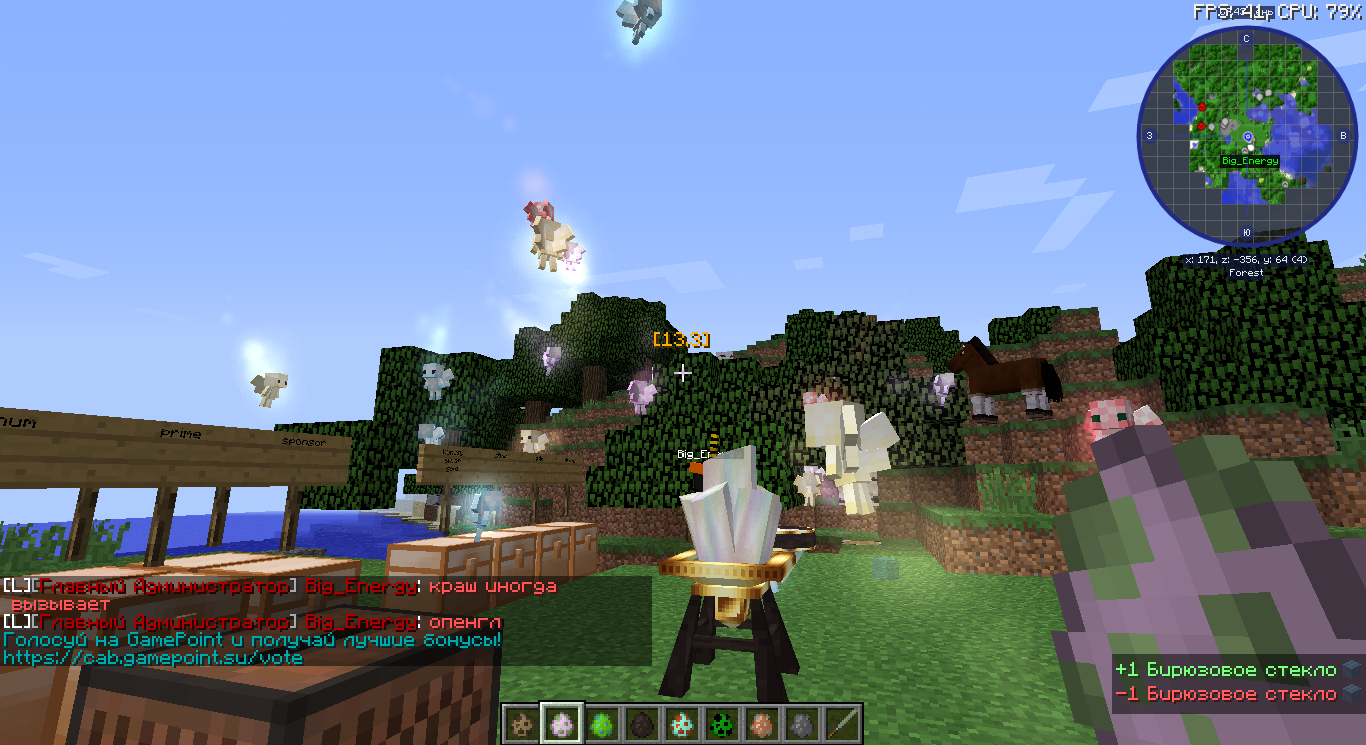 FPS: 41, CPU: 79%
С
З
В
Big_Energy
Ю
x: 171, z: -356, y: 64 (4)
Forest
[13,3]
prime
sponsor
[L][Главный Администратор] Big_Energy: краш иногда
вызывает
[L][Главный Администратор] Big_Energy: опенгл
Голосуй на GamePoint и получай лучшие бонусы!
https://cab.gamepoint.su/vote
+1 Бирюзовое стекло
-1 Бирюзовое стекло